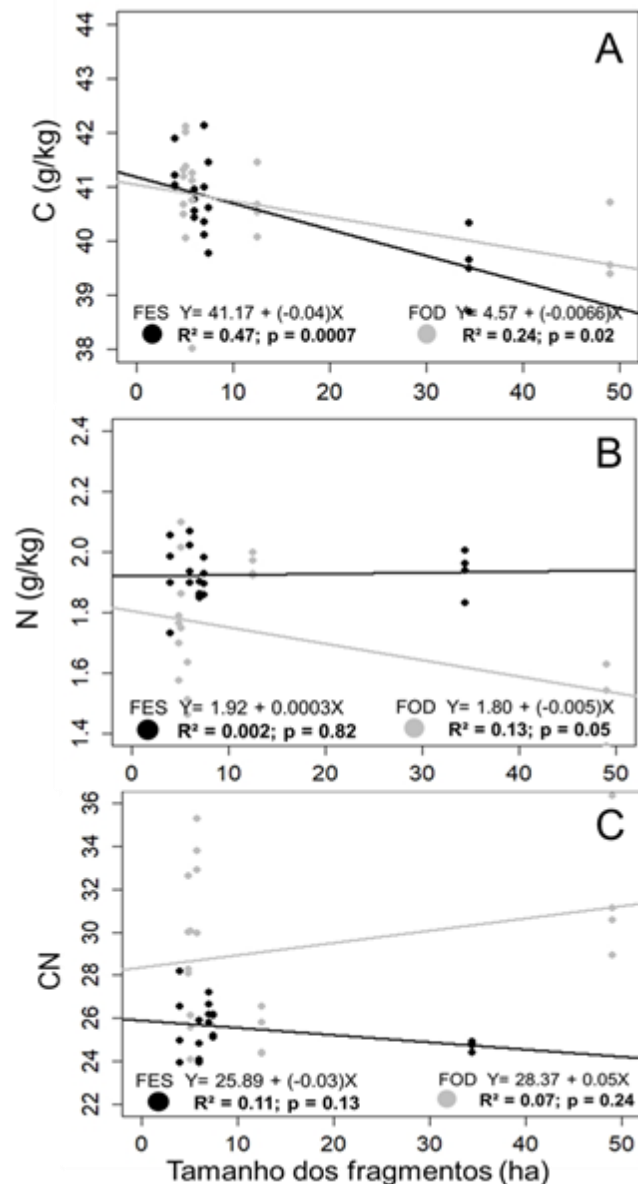 A
C (g/kg)
44
43
42
41
40
39
38
FES Y= 41.17 + (-0.04)X
R² = 0.47; p = 0.0007
FOD Y= 4.57 + (-0.0066)X
R² = 0.24; p = 0.02
0 10 20 30 40 50
B
N (g/kg)
2.4
2.2
2.0
1.8
1.6
1.4
FES Y= 1.92 + 0.0003X
R² = 0.002; p = 0.82
FOD Y= 1.80 + (-0.005)X
R² = 0.13; p = 0.05
0 10 20 30 40 50
C
CN
36
34
32
30
28
26
24
22
FES Y= 25.89 + (-0.03)X
R² = 0.11; p = 0.13
FOD Y= 28.37 + 0.05X
R² = 0.07; p = 0.24
0 10 20 30 40 50
Tamanho dos fragmentos (ha)